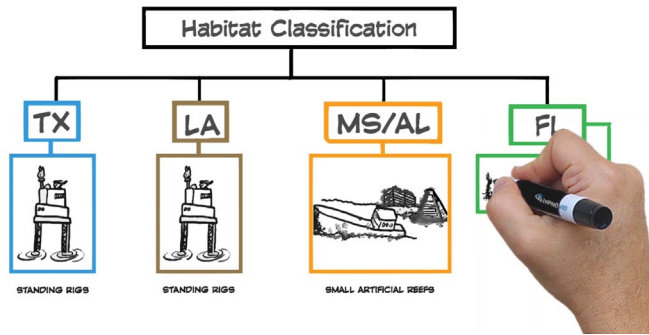 Habitat Classification
TX
LA
MS/AL
FL
STANDING RIGS
STANDING RIGS
SMALL ARTIFICIAL REEFS